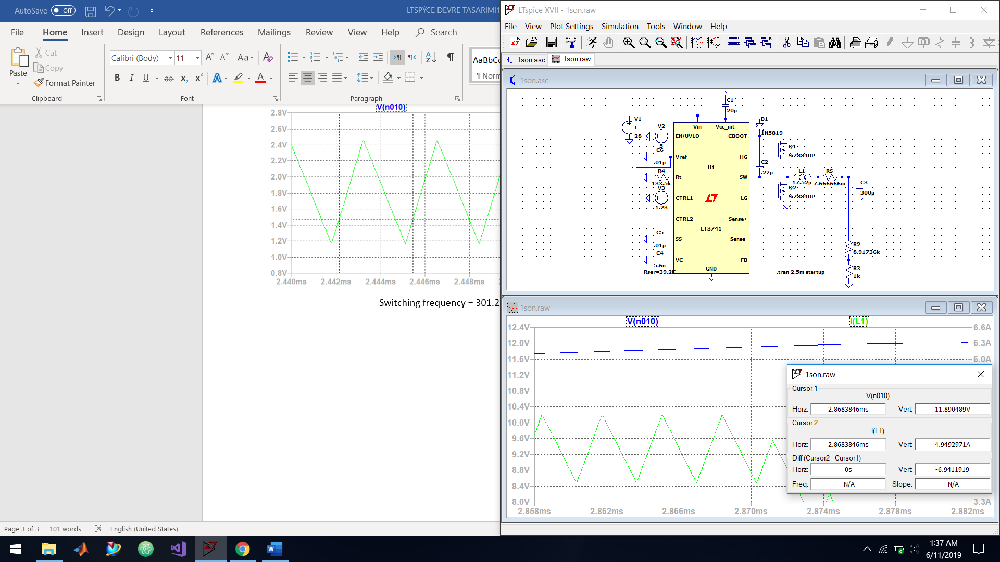 AutoSave Off
LTSPÝCE DEVRE TASARIMI1
File Home Insert Design Layout References Mailings Review View Help Search
Paste
Cut
Copy
Format Painter
Clipboard
Calibri (Body) 11
Font
Paragraph
AaBbCc
¶ Norm
V(n010)
2.8V
2.6V
2.4V
2.2V
2.0V
1.8V
1.6V
1.4V
1.2V
1.0V
0.8V
2.440ms 2.442ms 2.444ms 2.446ms 2.448ms
Switching frequency = 301.2
Page 3 of 3 101 words English (United States)
LTspice XVII - 1son.raw
File View Plot Settings Simulation Tools Window Help
1son.asc 1son.raw
1son.asc
C1
20µ
V1
28
V2
5
Vin Vcc_int
D1
1N5819
EN/UVLO CBOOT
C6
.01µ
Vref HG
Q1
Si7884DP
U1
C2
.22µ
R4
133.5k
Rt SW
L1
17.52µ
RS
7.666666m
C3
300µ
V3
1.23
CTRL1 LG
Q2
Si7884DP
CTRL2 Sense+
LT3741
C5
.01µ
SS Sense-
C4
5.6n
Rser=39.2K
VC FB
GND
R2
8.91736k
R3
1k
.tran 2.5m startup
1son.raw
V(n010) I(L1)
12.4V
12.0V
11.6V
11.2V
10.8V
10.4V
10.0V
9.6V
9.2V
8.8V
8.4V
8.0V
6.6A
6.3A
6.0A
3.3A
2.858ms 2.862ms 2.866ms 2.870ms 2.874ms 2.878ms 2.882ms
1son.raw
Cursor 1
V(n010)
Horz: 2.8683846ms Vert: 11.890489V
Cursor 2
I(L1)
Horz: 2.8683846ms Vert: 4.9492971A
Diff (Cursor2 - Cursor1)
Horz: 0s Vert: -6.9411919
Freq: -- N/A-- Slope: -- N/A--
1:37 AM
6/11/2019